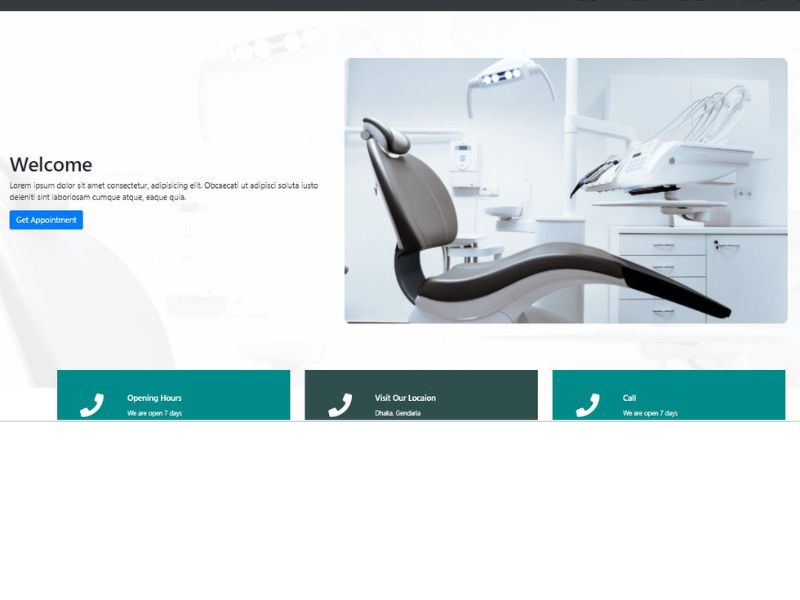 Welcome
Lorem ipsum dolor sit amet consectetur, adipisicing elit. Obcaecati ut adipisci soluta iusto
deleniti sint laboriosam cumque atque, eaque quia.
Get Appointment
Opening Hours
We are open 7 days
Visit Our Locaion
Dhaka, Gendaria
Call
We are open 7 days